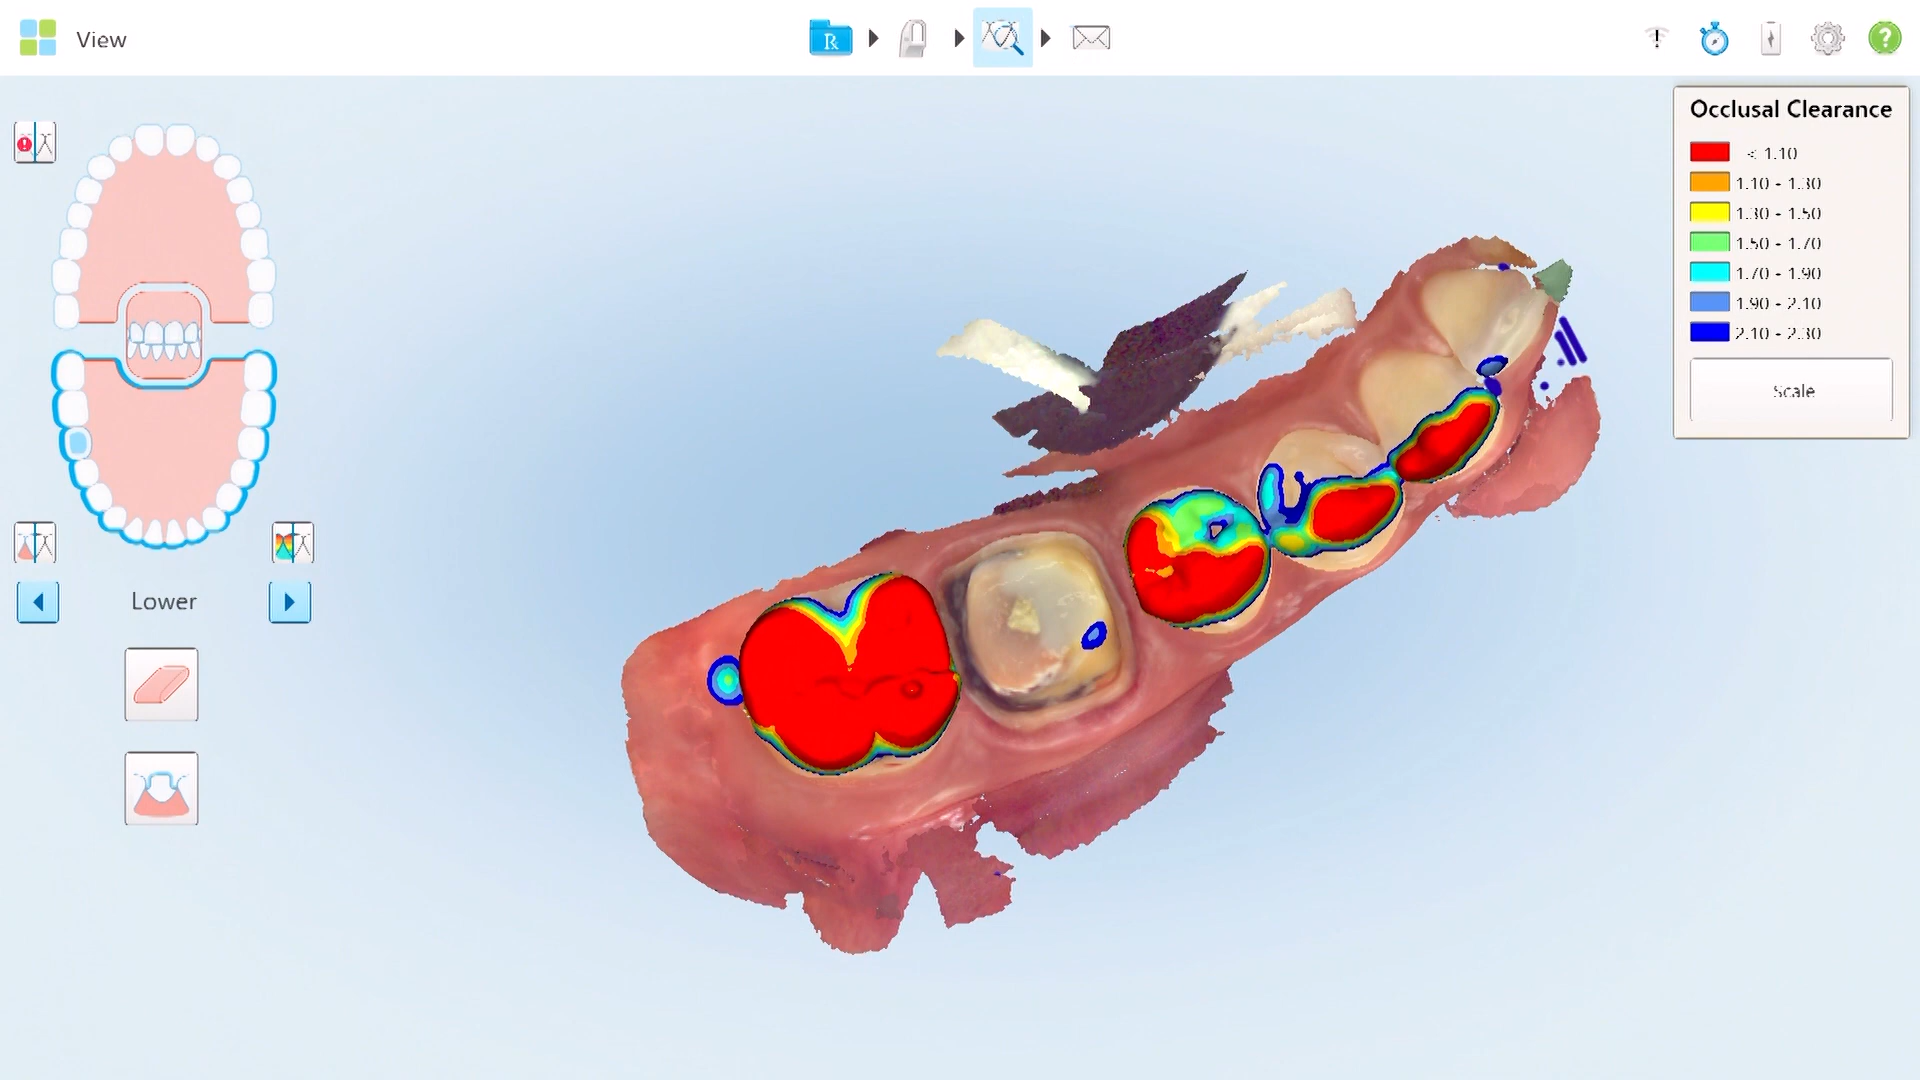 View
R
Occlusal Clearance
< 1.10
1.10 - 1.30
1.30 - 1.50
1.50 - 1.70
1.70 - 1.90
1.90 - 2.10
2.10 - 2.30
Scale
Lower